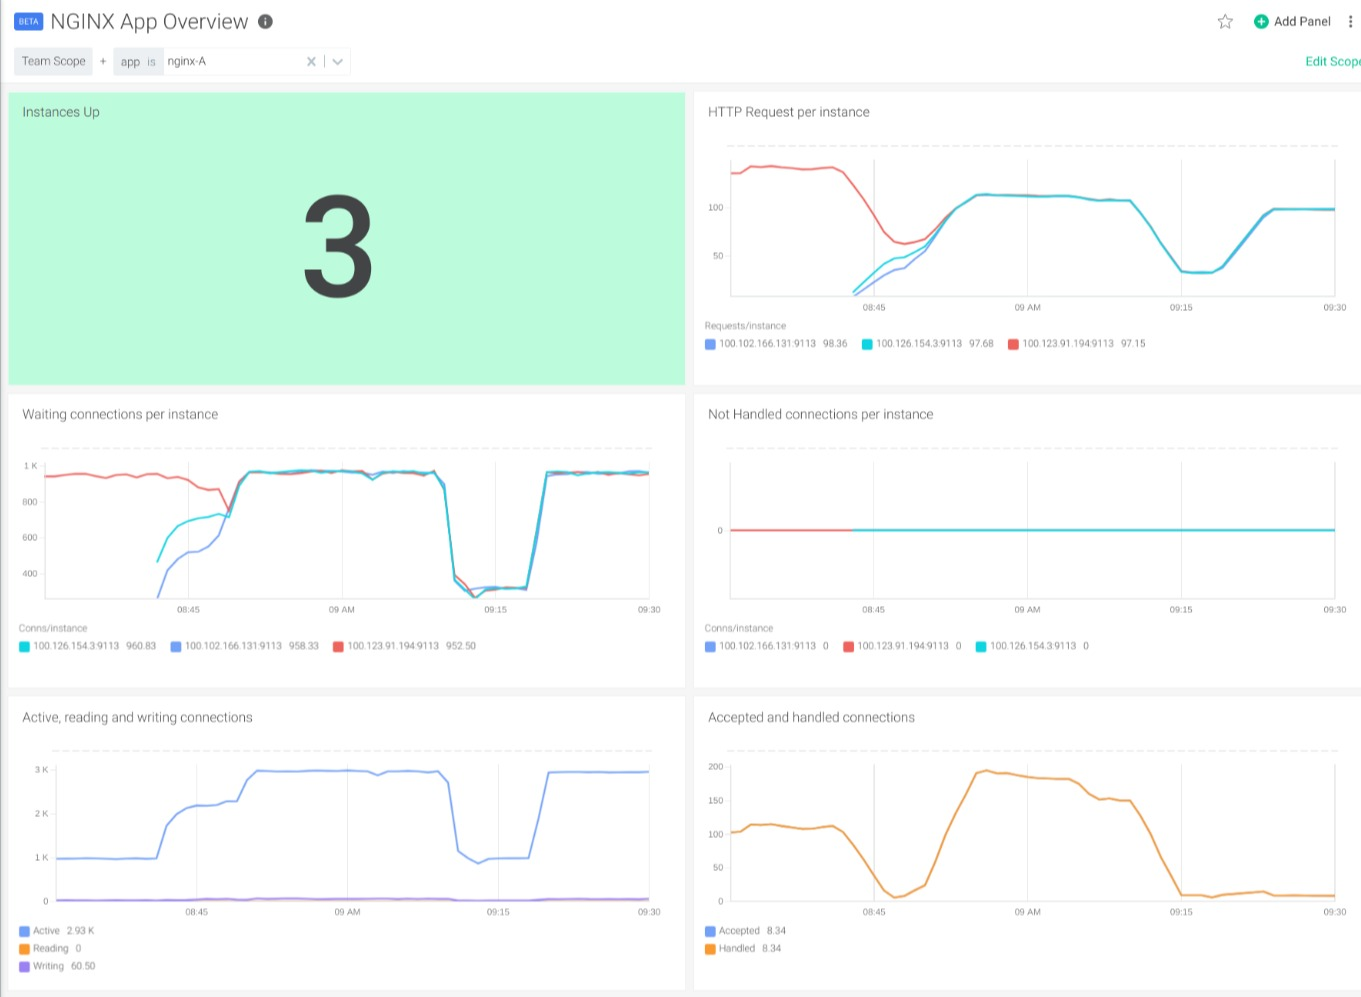 BETA NGINX App Overview i
Add Panel
Team Scope + app is nginx-A
Edit Scope
Instances Up
3
HTTP Request per instance
100
50
08:45 09 AM 09:15 09:30
Requests/instance
100.102.166.131:9113 98.36 100.126.154.3:9113 97.68 100.123.91.194:9113 97.15
Waiting connections per instance
1 K
800
600
400
08:45 09 AM 09:15 09:30
Conns/instance
100.126.154.3:9113 960.83 100.102.166.131:9113 958.33 100.123.91.194:9113 952.50
Not Handled connections per instance
0
08:45 09 AM 09:15 09:30
Conns/instance
100.102.166.131:9113 0 100.123.91.194:9113 0 100.126.154.3:9113 0
Active, reading and writing connections
3 K
2 K
1 K
0
08:45 09 AM 09:15 09:30
Active 2.93 K
Reading 0
Writing 60.50
Accepted and handled connections
200
150
100
50
0
08:45 09 AM 09:15 09:30
Accepted 8.34
Handled 8.34